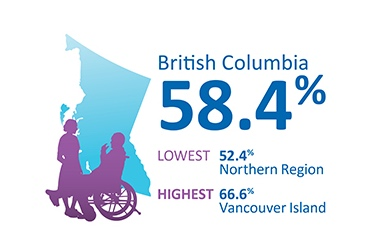 British Columbia
58.4%
LOWEST 52.4%
Northern Region
HIGHEST 66.6%
Vancouver Island